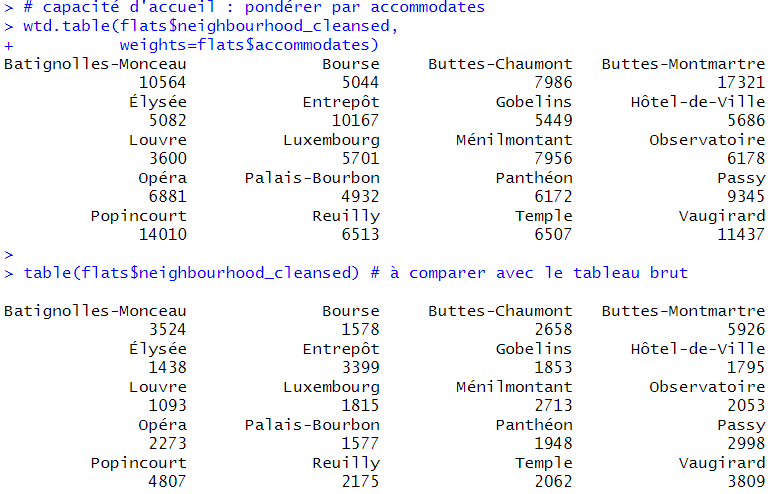 > # capacité d'accueil : pondérer par accommodates
> wtd.table(flats$neighbourhood_cleansed,
+           weights=flats$accommodates)
Batignolles-Monceau Bourse Buttes-Chaumont Buttes-Montmartre
10564 5044 7986 17321
Élysée Entrepôt Gobelins Hôtel-de-Ville
5082 10167 5449 5686
Louvre Luxembourg Ménilmontant Observatoire
3600 5701 7956 6178
Opéra Palais-Bourbon Panthéon Passy
6881 4932 6172 9345
Popincourt Reuilly Temple Vaugirard
14010 6513 6507 11437
>
> table(flats$neighbourhood_cleansed) # à comparer avec le tableau brut
Batignolles-Monceau Bourse Buttes-Chaumont Buttes-Montmartre
3524 1578 2658 5926
Élysée Entrepôt Gobelins Hôtel-de-Ville
1438 3399 1853 1795
Louvre Luxembourg Ménilmontant Observatoire
1093 1815 2713 2053
Opéra Palais-Bourbon Panthéon Passy
2273 1577 1948 2998
Popincourt Reuilly Temple Vaugirard
4807 2175 2062 3809